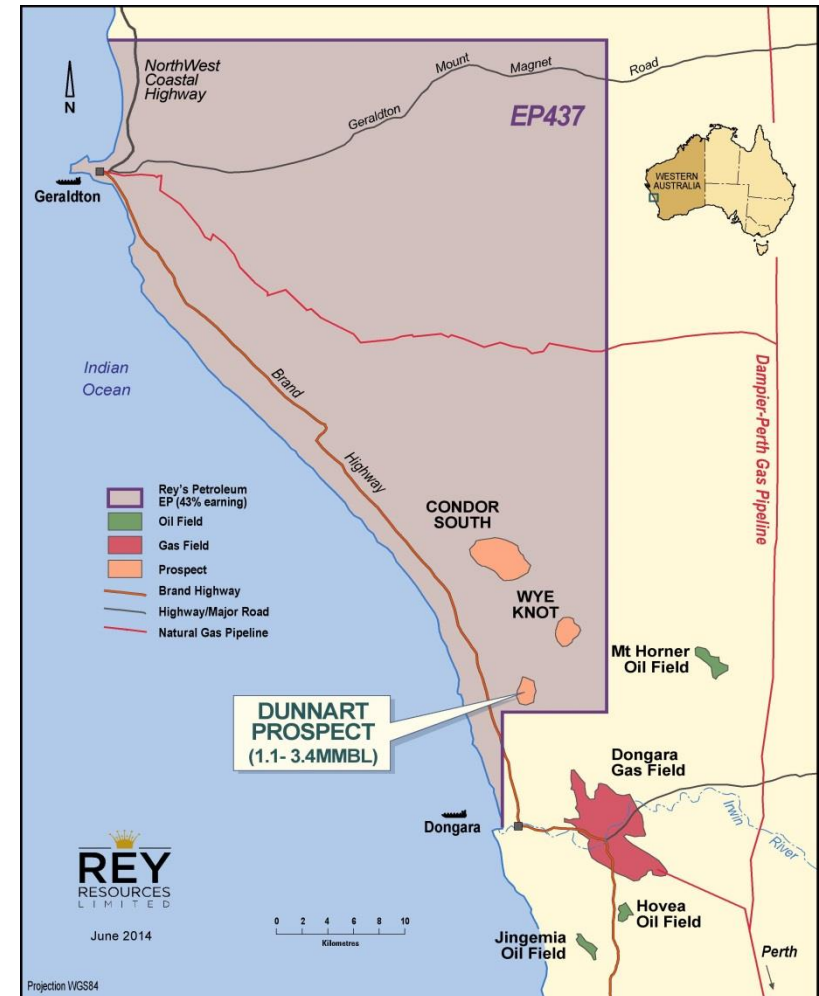 NorthWest
Coastal
Highway
Mount
Magnet
Road
Geraldton
EP437
N
WESTERN
AUSTRALIA
Geraldton
Indian
Ocean
Brand
Highway
Dampier-Perth Gas Pipeline
Rey's Petroleum
EP (43% earning)
Oil Field
Gas Field
Prospect
Brand Highway
Highway/Major Road
Natural Gas Pipeline
CONDOR
SOUTH
WYE
KNOT
Mt Horner
Oil Field
DUNNART
PROSPECT
(1.1- 3.4MMBL)
Dongara
Gas Field
Dongara
Irwin
River
REY
RESOURCES
LIMITED
June 2014
0 2 4 6 8 10
Kilometres
Hovea
Oil Field
Jingemia
Oil Field
Perth
Projection WGS84